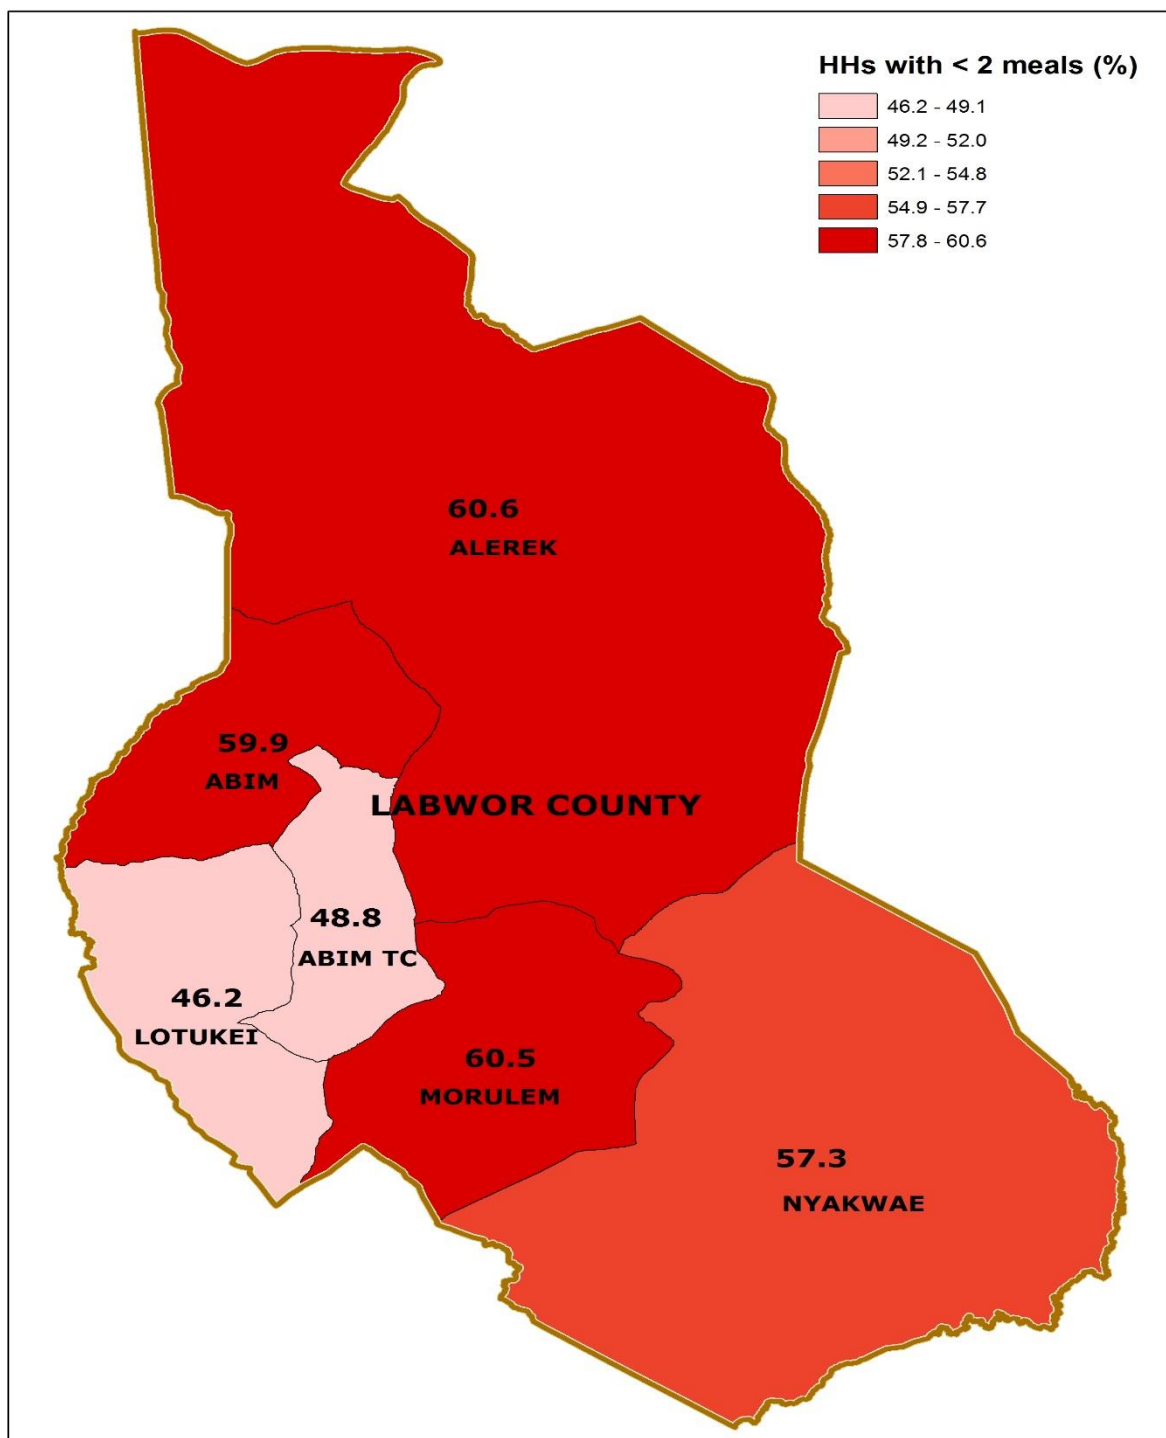 HHs with < 2 meals (%)
46.2 - 49.1
49.2 - 52.0
52.1 - 54.8
54.9 - 57.7
57.8 - 60.6
60.6
ALEREK
59.9
ABIM
LABWOR COUNTY
48.8
ABIM TC
46.2
LOTUKEI
60.5
MORULEM
57.3
NYAKWAE